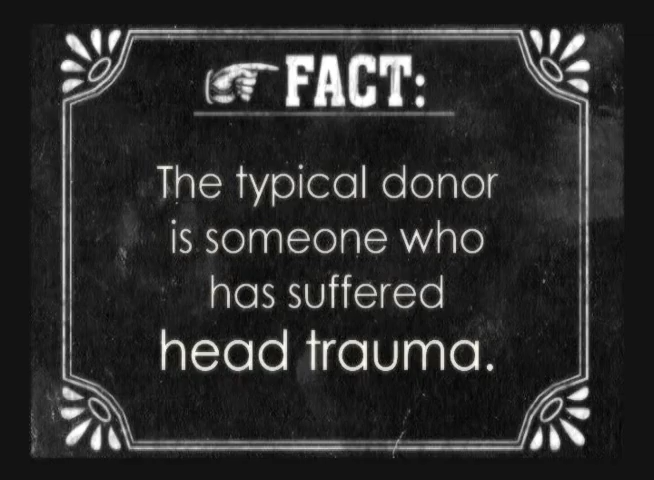 FACT:
The typical donor
is someone who
has suffered
head trauma.